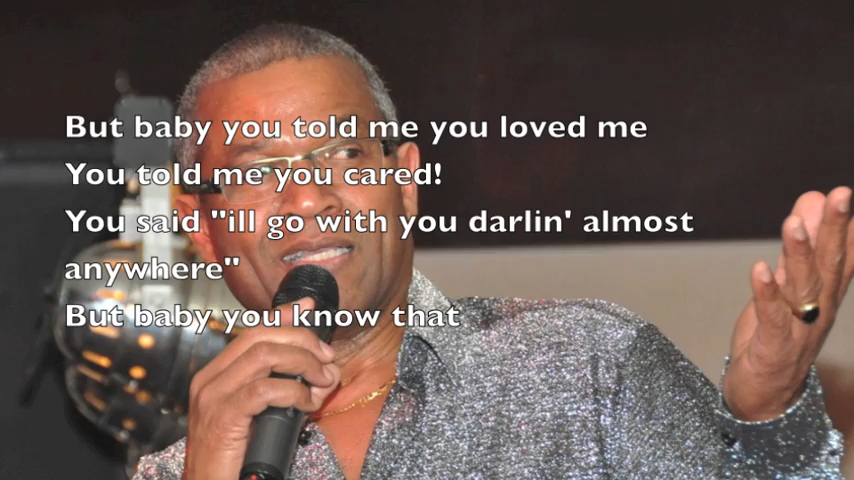 But baby you told me you loved me
You told me you cared!
You said "ill go with you darlin' almost
anywhere"
But baby you know that